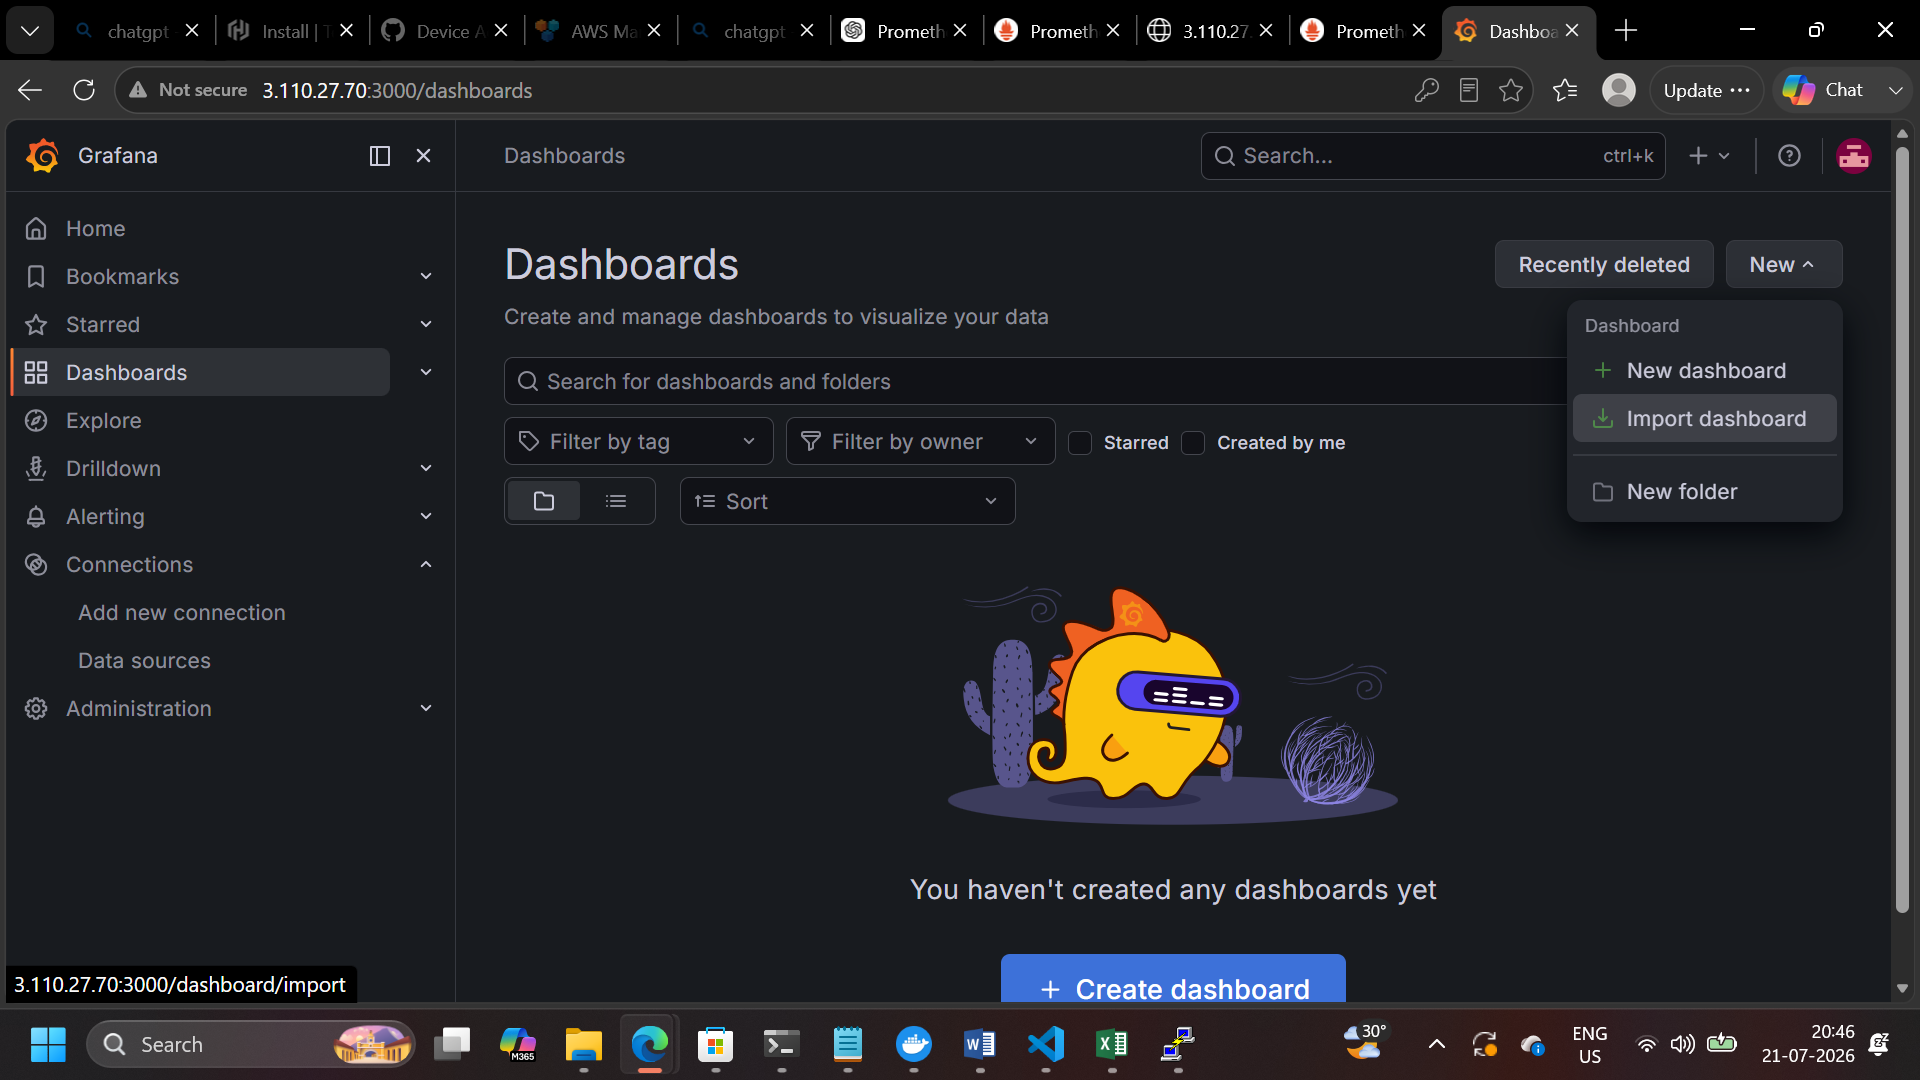 chatgpt
Install | T
Device A
AWS Ma
chatgpt
Prometh
Prometh
3.110.27.
Prometh
Dashboa
Not secure 3.110.27.70:3000/dashboards
Update
Chat
Grafana
Dashboards
Search...
ctrl+k
Home
Bookmarks
Starred
Dashboards
Explore
Drilldown
Alerting
Connections
Add new connection
Data sources
Administration
Dashboards
Recently deleted
New
Create and manage dashboards to visualize your data
Dashboard
New dashboard
Import dashboard
New folder
Search for dashboards and folders
Filter by tag
Filter by owner
Starred
Created by me
Sort
You haven't created any dashboards yet
Create dashboard
3.110.27.70:3000/dashboard/import
Search
M365
30°
ENG
US
20:46
21-07-2026